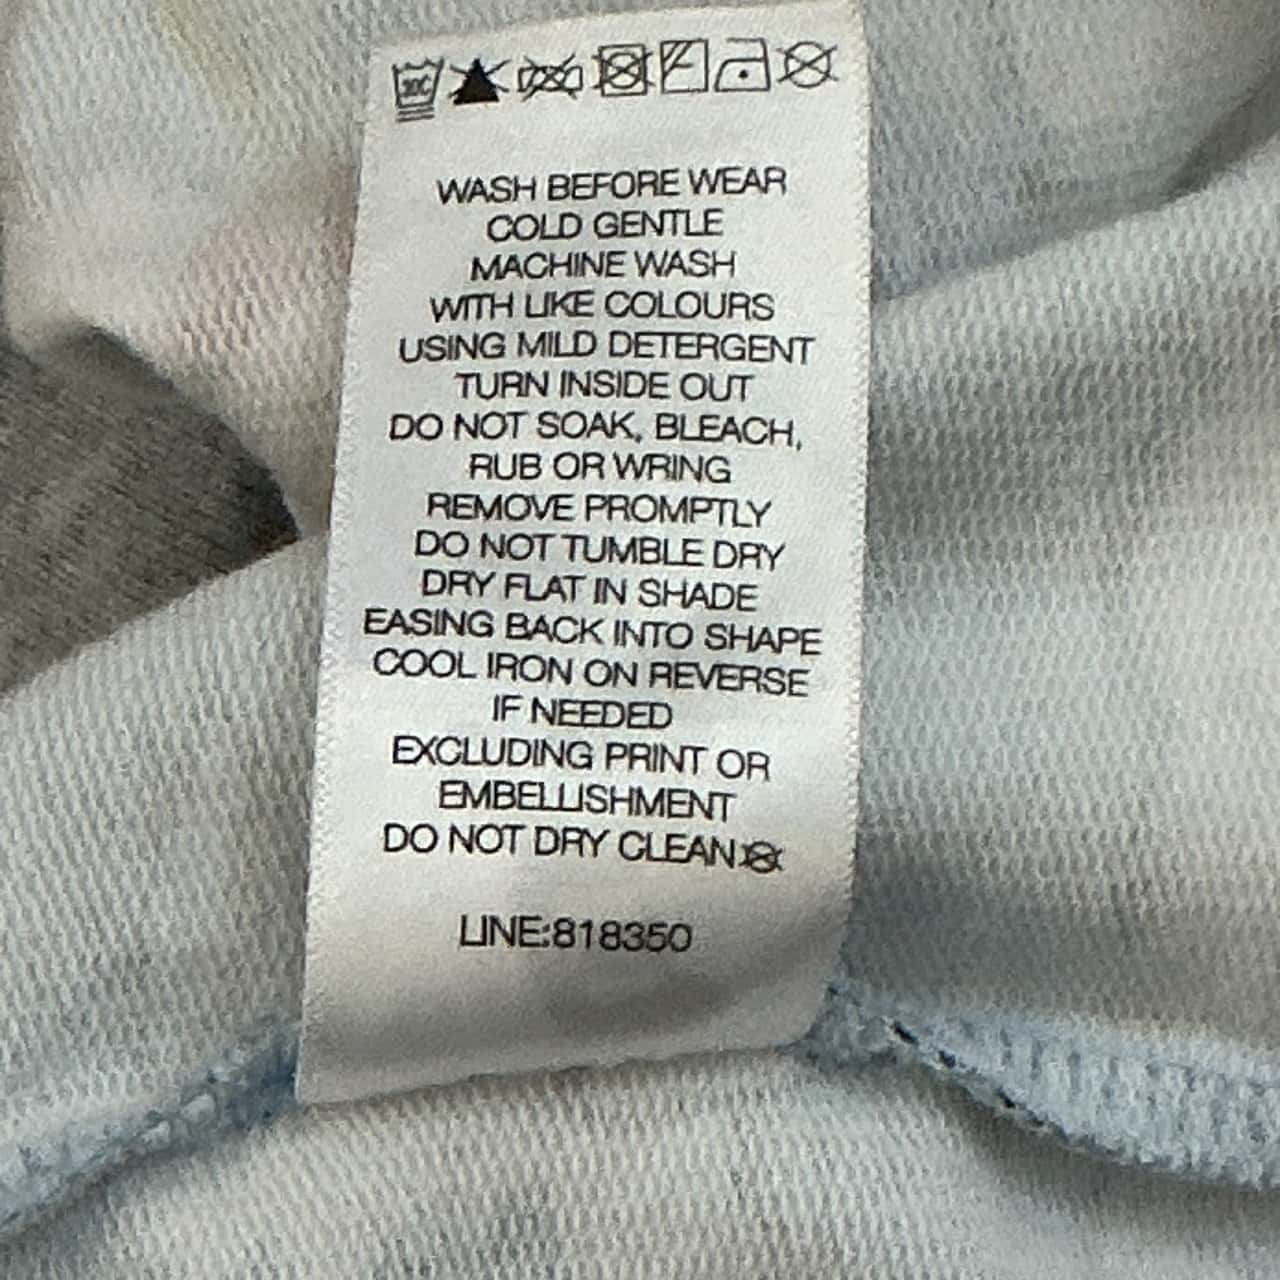 30C
WASH BEFORE WEAR
COLD GENTLE
MACHINE WASH
WITH LIKE COLOURS
USING MILD DETERGENT
TURN INSIDE OUT
DO NOT SOAK, BLEACH,
RUB OR WRING
REMOVE PROMPTLY
DO NOT TUMBLE DRY
DRY FLAT IN SHADE
EASING BACK INTO SHAPE
COOL IRON ON REVERSE
IF NEEDED
EXCLUDING PRINT OR
EMBELLISHMENT
DO NOT DRY CLEAN
LINE:818350